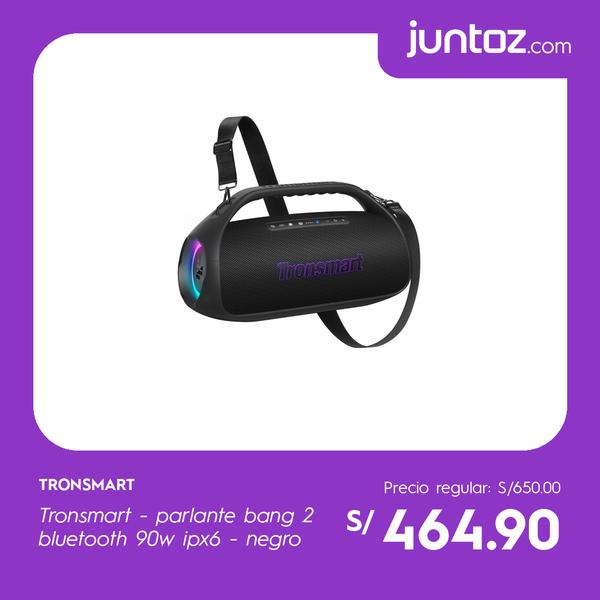 juntoz.com
Tronsmart
TRONSMART
Tronsmart - parlante bang 2
bluetooth 90w ipx6 - negro
Precio regular: S/650.00
S/ 464.90